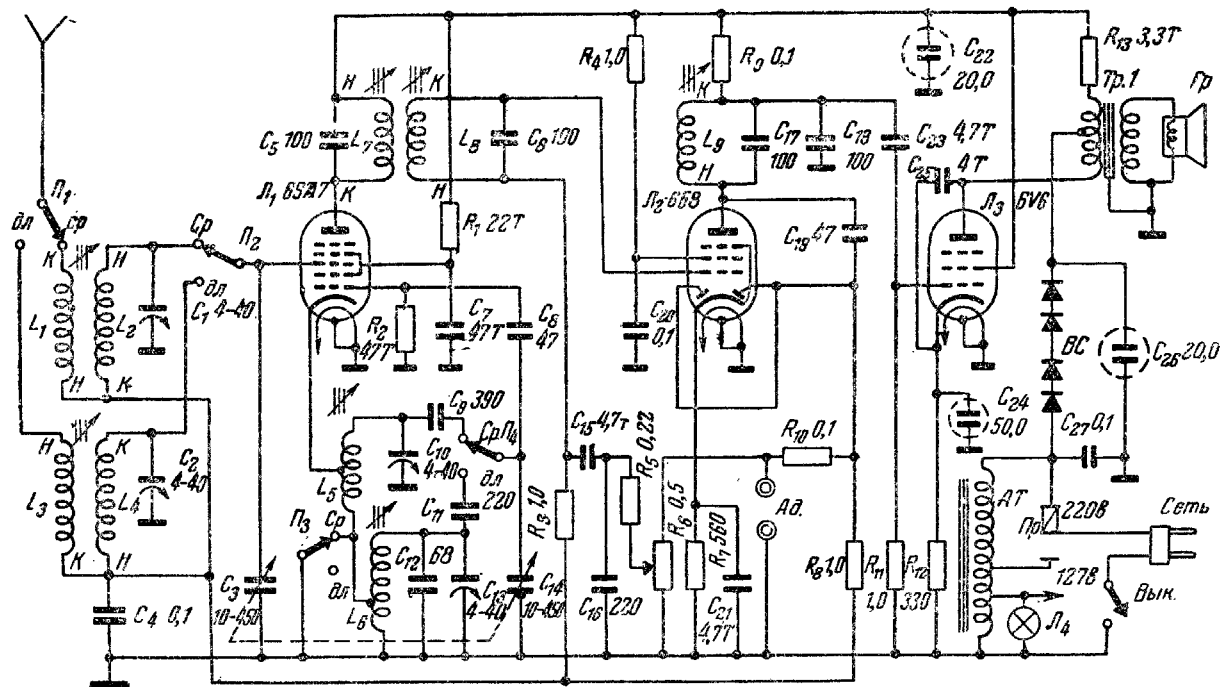 R₄ 1,0
R₉ 0,1
C₂₂
20,0
R₁₃ 3,3Т
Тр.1
Гр
Н
К
К
C₅ 100
L₇
L₈
C₆ 100
L₉
C₁₇
100
C₁₈
100
C₂₃ 4,7Т
C₂₅
4Т
Л₁ 6SA7
К
Н
Н
Л₂-6B8
Л₃
6V6
П₁
дл
Ср
Ср
П₂
R₁ 22Т
C₁₉ 47
К
Н
дл
C₁ 4-40
L₁
L₂
R₂
47Т
C₇
47Т
C₈
47
C₂₀
0,1
ВС
C₂₆ 20,0
Н
К
C₉ 390
Ср П₄
C₁₅ 4,7т
R₅ 0,22
R₁₀ 0,1
C₂₄
50,0
C₂₇ 0,1
Н
К
L₃
L₄
C₂
4-40
L₅
C₁₀
4-40
дл
C₁₁
220
R₃ 1,0
R₆ 0,5
R₇ 560
Ад.
АТ
Пр
220В
Сеть
П₃
Ср
дл
L₆
C₁₂
68
C₁₃
4-40
C₁₄
10-450
C₁₆ 220
C₂₁
4,7Т
R₈ 1,0
R₁₁
1,0
R₁₂
330
127В
Вык.
Л₄
К
Н
C₃
10-450
C₄ 0,1